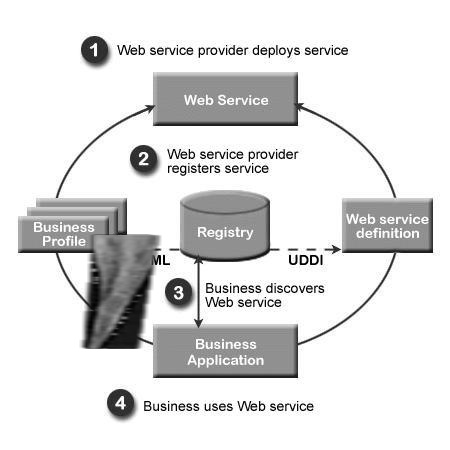 1 Web service provider deploys service
Web Service
2 Web service provider
registers service
Business
Profile
Registry
Web service
definition
ML
UDDI
3 Business discovers
Web service
Business
Application
4 Business uses Web service